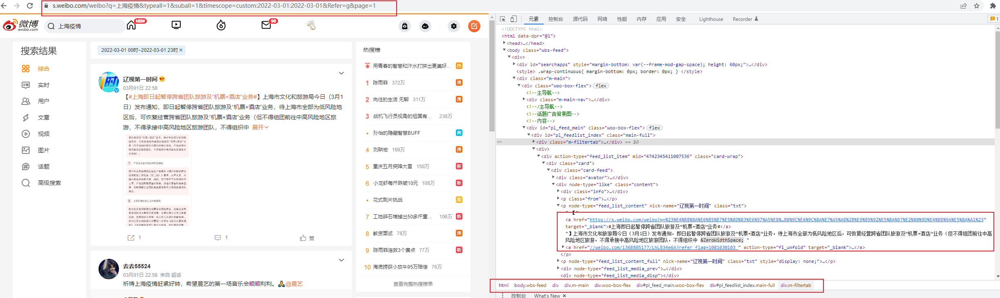 s.weibo.com/weibo?q=上海疫情&typeall=1&suball=1&timescope=custom:2022-03-01:2022-03-01&Refer=g&page=1
微博
weibo.com
上海疫情
NEW
98
搜索结果
综合
实时
用户
文章
视频
图片
话题
高级搜索
2022-03-01 00时~2022-03-01 23时 ×
辽视第一时间
03月01日 22:58
【#上海即日起暂停跨省团队旅游及“机票+酒店”业务#】上海市文化和旅游局今日（3月1
日）发布通知，即日起暂停跨省团队旅游及“机票+酒店”业务，待上海市全部为低风险地
区后，可恢复经营跨省团队旅游及“机票+酒店”业务（但不得组团前往中高风险地区旅
游，不得承接中高风险地区旅游团队，不得组织中 展开
1
1
赞
去去55524
03月01日 22:58 来自 超话
祈祷上海疫情赶紧好转，希望晨艺的第一场音乐会顺顺利利。🙏@晨艺
热搜榜
用青春的智慧和汗水打拼出更美好... 热
1 陈雨菲 372万 沸
2 向往的生活 无聊 311万 沸
3 战机飞行员视角的祖国有... 238万
• 孙怡的隐藏智慧BUFF 商
4 刘畊宏 169万 沸
5 重庆五月突降大雪 150万 新
6 小龙虾每斤跌破10元 108万 新
• 花式刷片挑战 荐
7 工地碎石堆掉出50多斤重... 106万 新
8 教资面试 78万 沸
9 陈雨菲连救3个赛点 77万 新
10 海底捞获小放牛95万赔偿 76万
查看完整热搜榜单
元素 控制台 源代码 网络 性能 内存 应用 安全 Lighthouse Recorder 1
<!DOCTYPE html>
<html data-dpr="@1">
<head>…</head>
<body class="wbs-feed">
<div>
<div id="searchapps" style="margin-bottom: var(--frame-mod-gap-space); height: 60px;">…</div>
<style> .wrap-continuous{ margin-bottom: 0px; border: 0px; } </style>
<div class="m-main">
<div class="woo-box-flex"> flex
<!--主导航-->
<div class="m-main-nav">…</div>
<!--/主导航-->
<!--话题广告背景图-->
<!--内容-->
<div id="pl_feed_main" class="woo-box-flex"> flex
<div id="pl_feedlist_index" class="main-full">
<div class="m-filtertab">…</div> == $0
<div>
<div action-type="feed_list_item" mid="4742345411007536" class="card-wrap">
<div class="card">
<div class="card-feed">
<div class="avator">…</div>
<div node-type="like" class="content">
<div class="info">…</div>
<p class="from">…</p>
<p node-type="feed_list_content" nick-name="辽视第一时间" class="txt">
" 【"
<a href="https://s.weibo.com/weibo?q=%23%E4%B8%8A%E6%B5%B7%E5%8D%B3%E6%97%A5%E8%…80%9C%E6%9C%BA%E7%A5%A8%2B%E9%85%92%E5%BA%97%E2%80%9D%E4%B8%9A%E5%8A%A1%23"
target="_blank">#上海即日起暂停跨省团队旅游及“机票+酒店”业务#</a>
"】上海市文化和旅游局今日（3月1日）发布通知，即日起暂停跨省团队旅游及“机票+酒店”业务，待上海市全部为低风险地区后，可恢复经营跨省团队旅游及“机票+酒店”业务（但不得组团前往中高
风险地区旅游，不得承接中高风险地区旅游团队，不得组织中 &ZeroWidthSpace; "
<a href="//weibo.com/1368805177/LhLB34e6A?refer_flag=1001030103_" action-type="fl_unfold" target="_blank">…</a>
</p>
<p node-type="feed_list_content_full" nick-name="辽视第一时间" class="txt" style="display: none;">…</p>
<div node-type="feed_list_media_prev">…</div>
<div node-type="feed_list_media_disp"></div>
html body.wbs-feed div div.m-main div.woo-box-flex div#pl_feed_main.woo-box-flex div#pl_feedlist_index.main-full div.m-filtertab
控制台 What's New ×